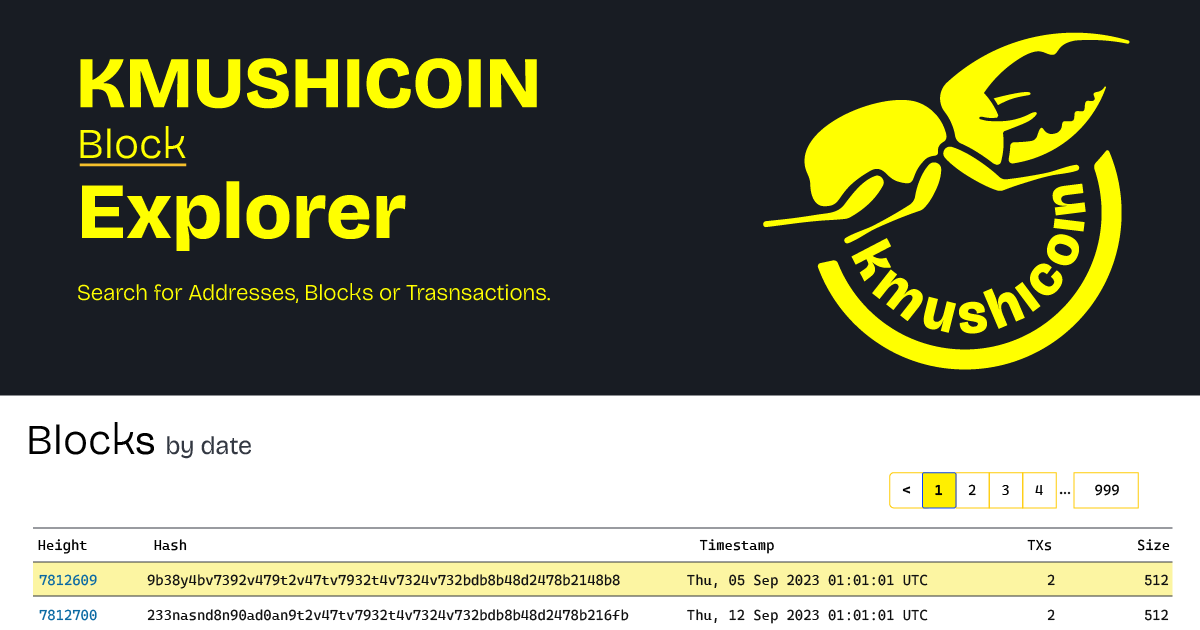 KMUSHICOIN
Block
Explorer
Search for Addresses, Blocks or Trasnsactions.
kmushicoin
Blocks by date
< 1 2 3 4 ... 999
Height Hash Timestamp TXs Size
7812609 9b38y4bv7392v479t2v47tv7932t4v7324v732bdb8b48d2478b2148b8 Thu, 05 Sep 2023 01:01:01 UTC 2 512
7812700 233nasnd8n90ad0an9t2v47tv7932t4v7324v732bdb8b48d2478b216fb Thu, 12 Sep 2023 01:01:01 UTC 2 512